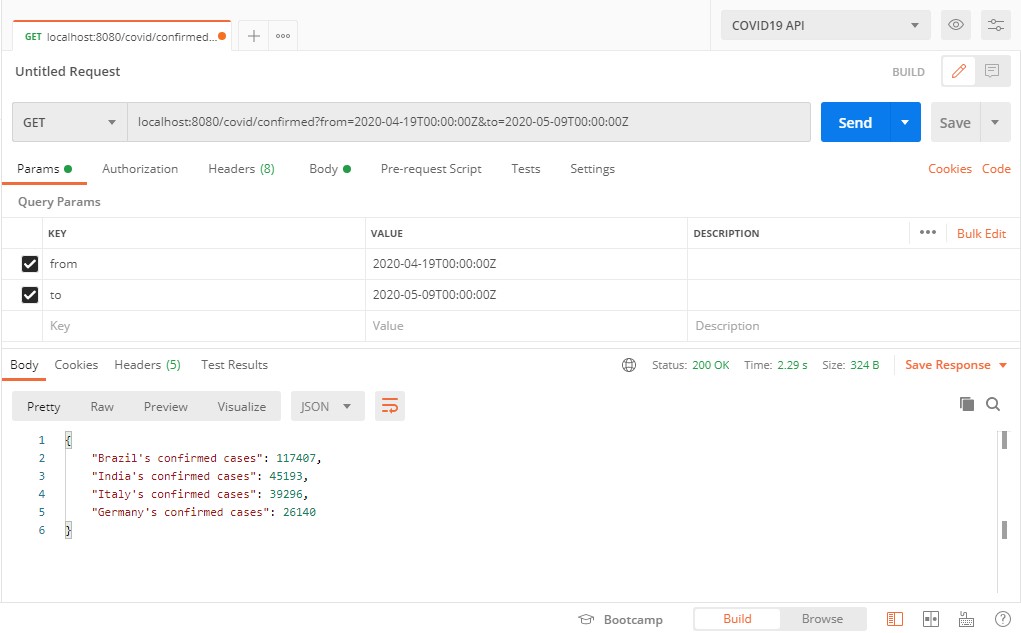 GET localhost:8080/covid/confirmed...
COVID19 API
Untitled Request
BUILD
GET localhost:8080/covid/confirmed?from=2020-04-19T00:00:00Z&to=2020-05-09T00:00:00Z Send Save
Params Authorization Headers (8) Body Pre-request Script Tests Settings Cookies Code
Query Params
KEY VALUE DESCRIPTION ••• Bulk Edit
from 2020-04-19T00:00:00Z
to 2020-05-09T00:00:00Z
Key Value Description
Body Cookies Headers (5) Test Results Status: 200 OK Time: 2.29 s Size: 324 B Save Response
Pretty Raw Preview Visualize JSON
1 {
2 "Brazil's confirmed cases": 117407,
3 "India's confirmed cases": 45193,
4 "Italy's confirmed cases": 39296,
5 "Germany's confirmed cases": 26140
6 }
Bootcamp Build Browse ?